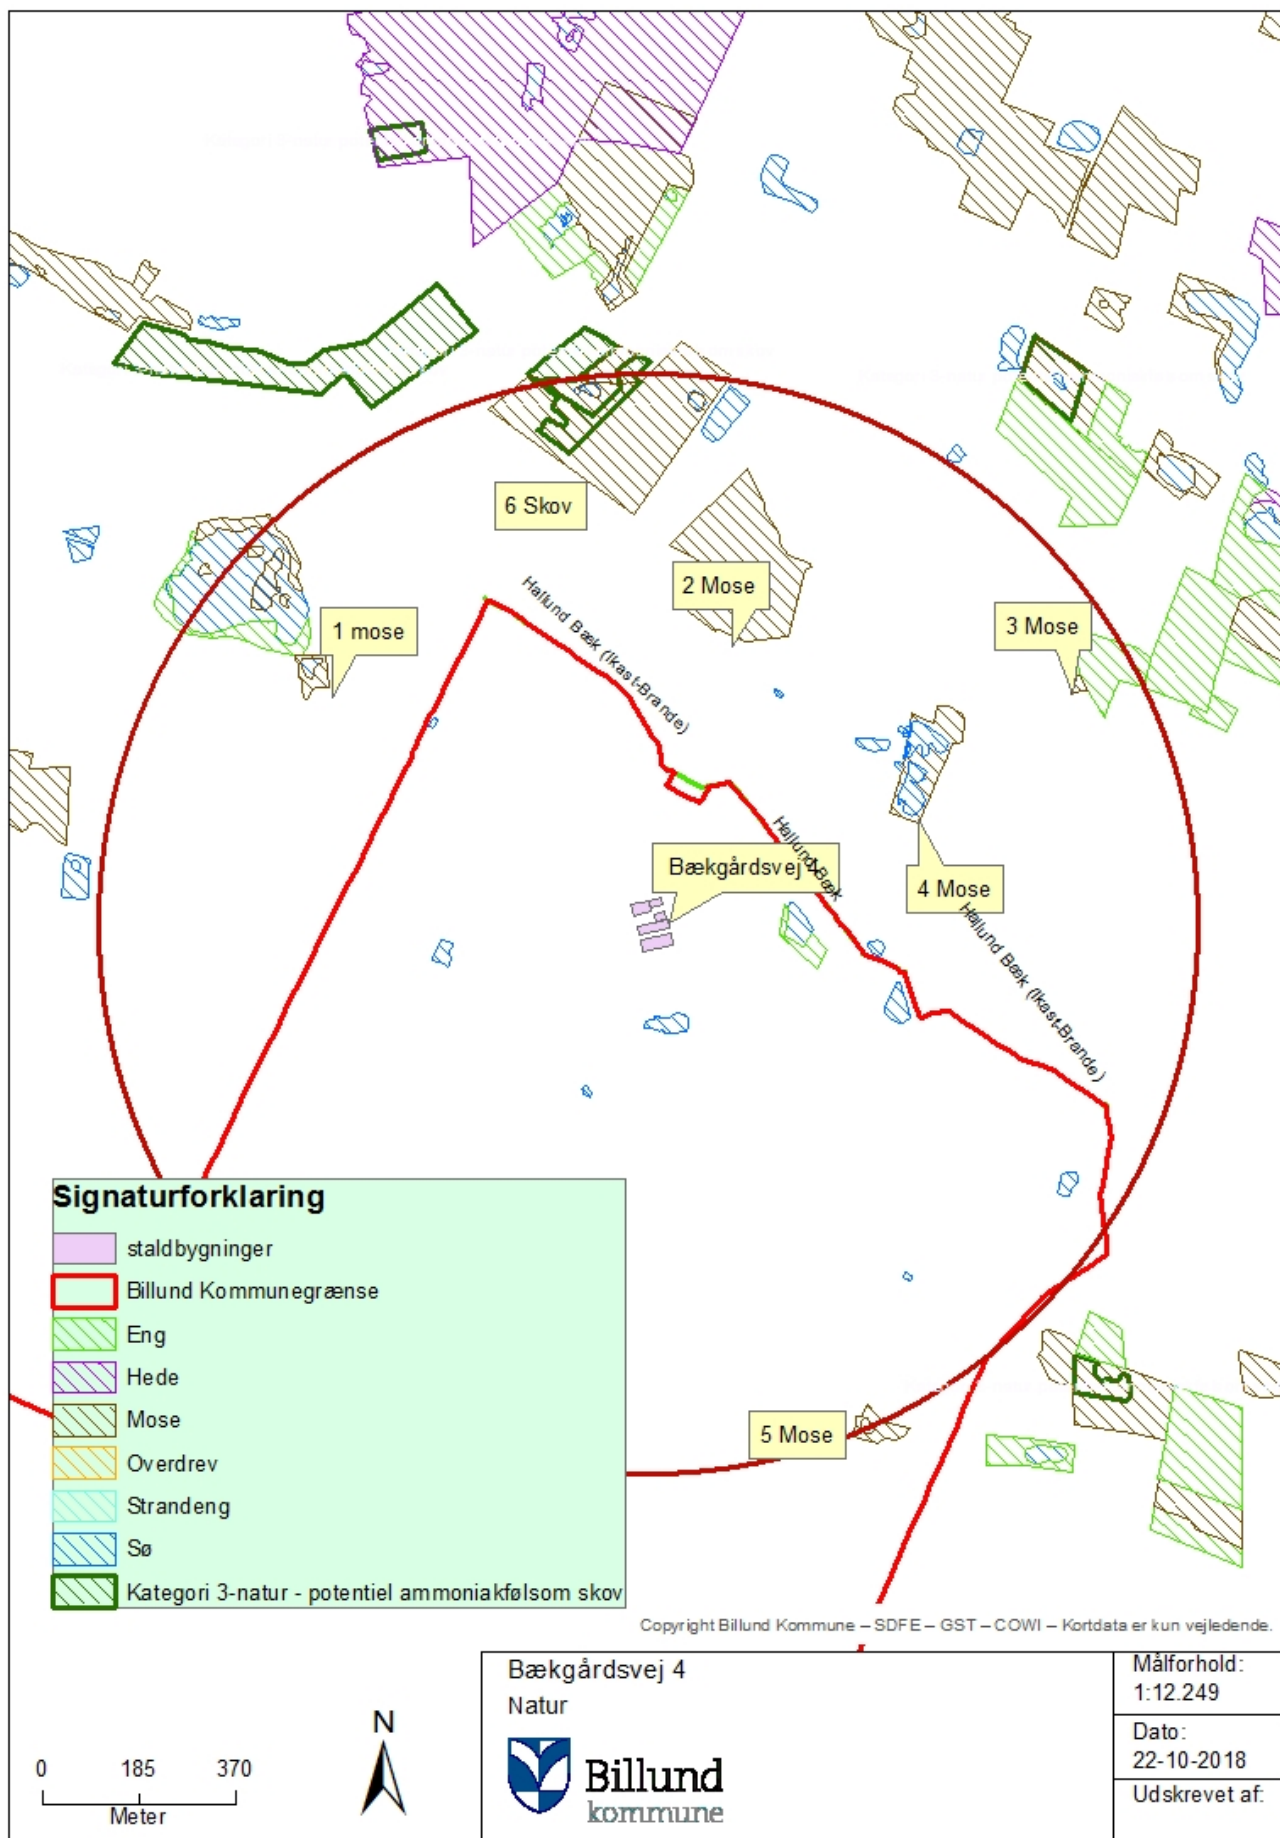 6 Skov
2 Mose
Hallund Bæk (Ikast-Brande)
1 mose
3 Mose
Hallund Bæk
Bækgårdsvej 4
4 Mose
Hallund Bæk (Ikast-Brande)
Signaturforklaring
staldbygninger
Billund Kommunegrænse
Eng
Hede
Mose
Overdrev
Strandeng
Sø
Kategori 3-natur - potentiel ammoniakfølsom skov
5 Mose
Copyright Billund Kommune – SDFE – GST – COWI – Kortdata er kun vejledende.
Bækgårdsvej 4
Natur
Målforhold:
1:12.249
Dato:
22-10-2018
Udskrevet af:
N
0 185 370
Meter
Billund
kommune